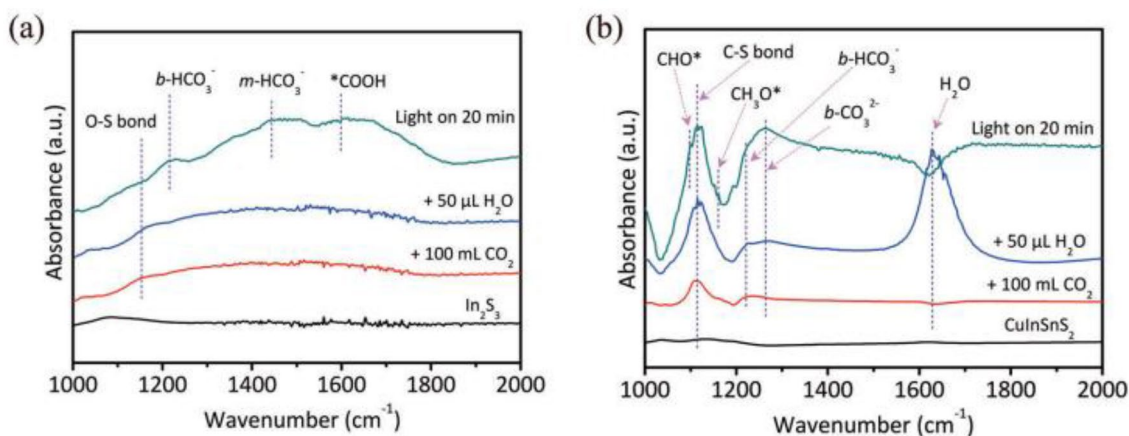 (a)
O-S bond
b-HCO₃⁻
m-HCO₃⁻
*COOH
Light on 20 min
+ 50 μL H₂O
+ 100 mL CO₂
In₂S₃
Absorbance (a.u.)
1000 1200 1400 1600 1800 2000
Wavenumber (cm⁻¹)
(b)
CHO*
C-S bond
CH₃O*
b-HCO₃⁻
b-CO₃²⁻
H₂O
Light on 20 min
+ 50 μL H₂O
+ 100 mL CO₂
CuInSnS₂
Absorbance (a.u.)
1000 1200 1400 1600 1800 2000
Wavenumber (cm⁻¹)